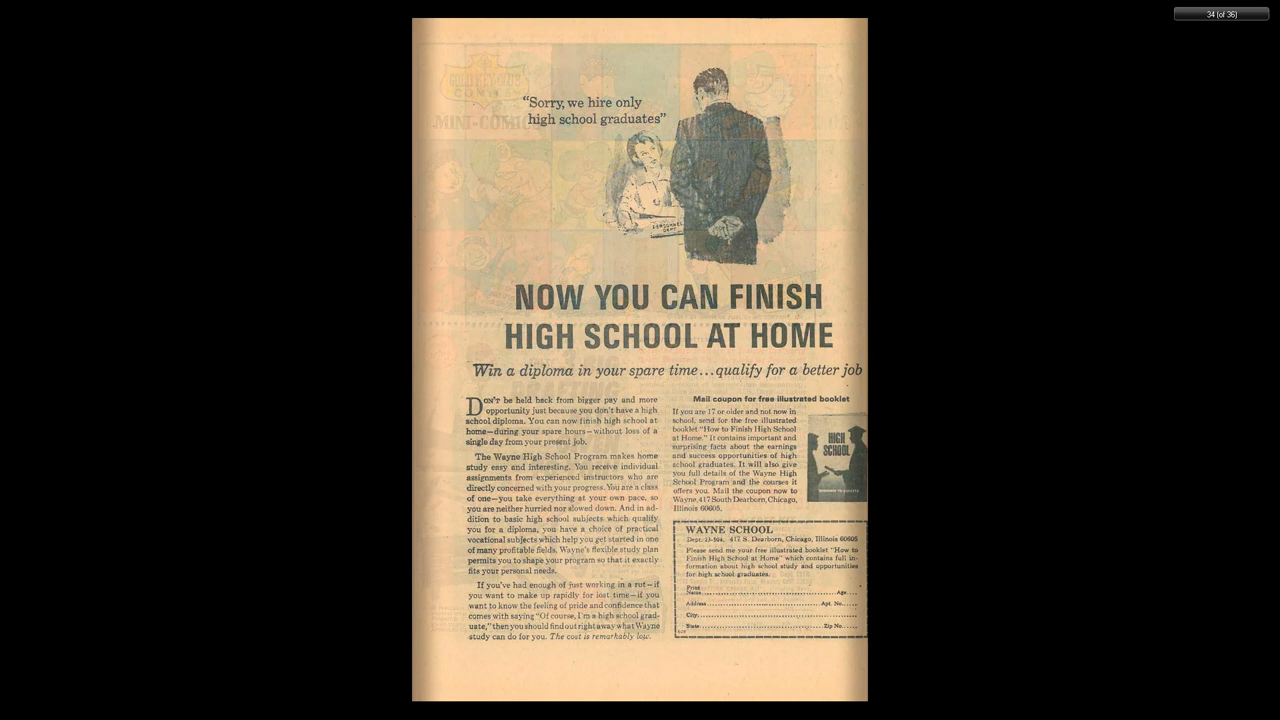 34 (of 36)
"Sorry, we hire only
high school graduates"
PERSONNEL
DEPT
NOW YOU CAN FINISH
HIGH SCHOOL AT HOME
Win a diploma in your spare time...qualify for a better job
DON'T be held back from bigger pay and more
opportunity just because you don't have a high
school diploma. You can now finish high school at
home—during your spare hours—without loss of a
single day from your present job.
The Wayne High School Program makes home
study easy and interesting. You receive individual
assignments from experienced instructors who are
directly concerned with your progress. You are a class
of one—you take everything at your own pace, so
you are neither hurried nor slowed down. And in ad-
dition to basic high school subjects which qualify
you for a diploma, you have a choice of practical
vocational subjects which help you get started in one
of many profitable fields. Wayne's flexible study plan
permits you to shape your program so that it exactly
fits your personal needs.
If you've had enough of just working in a rut—if
you want to make up rapidly for lost time—if you
want to know the feeling of pride and confidence that
comes with saying "Of course, I'm a high school grad-
uate," then you should find out right away what Wayne
study can do for you. The cost is remarkably low.
Mail coupon for free illustrated booklet
If you are 17 or older and not now in
school, send for the free illustrated
booklet "How to Finish High School
at Home." It contains important and
surprising facts about the earnings
and success opportunities of high
school graduates. It will also give
you full details of the Wayne High
School Program and the courses it
offers you. Mail the coupon now to
Wayne, 417 South Dearborn, Chicago,
Illinois 60605.
HIGH
SCHOOL
WAYNE SCHOOL
Dept. 23-504, 417 S. Dearborn, Chicago, Illinois 60605
Please send me your free illustrated booklet "How to
Finish High School at Home" which contains full in-
formation about high school study and opportunities
for high school graduates.
Print
Name Age
Address Apt. No.
City
State Zip No.
GOLD KEY CLUB
COMICS
MINI-COMICS